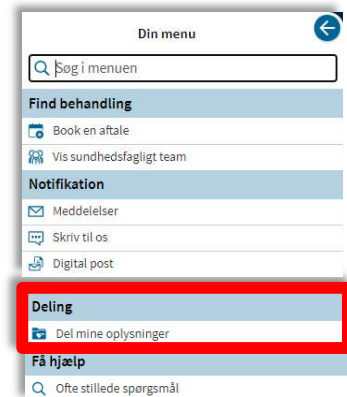 Din menu
Søg i menuen
Find behandling
Book en aftale
Vis sundhedsfagligt team
Notifikation
Meddelelser
Skriv til os
Digital post
Deling
Del mine oplysninger
Få hjælp
Ofte stillede spørgsmål